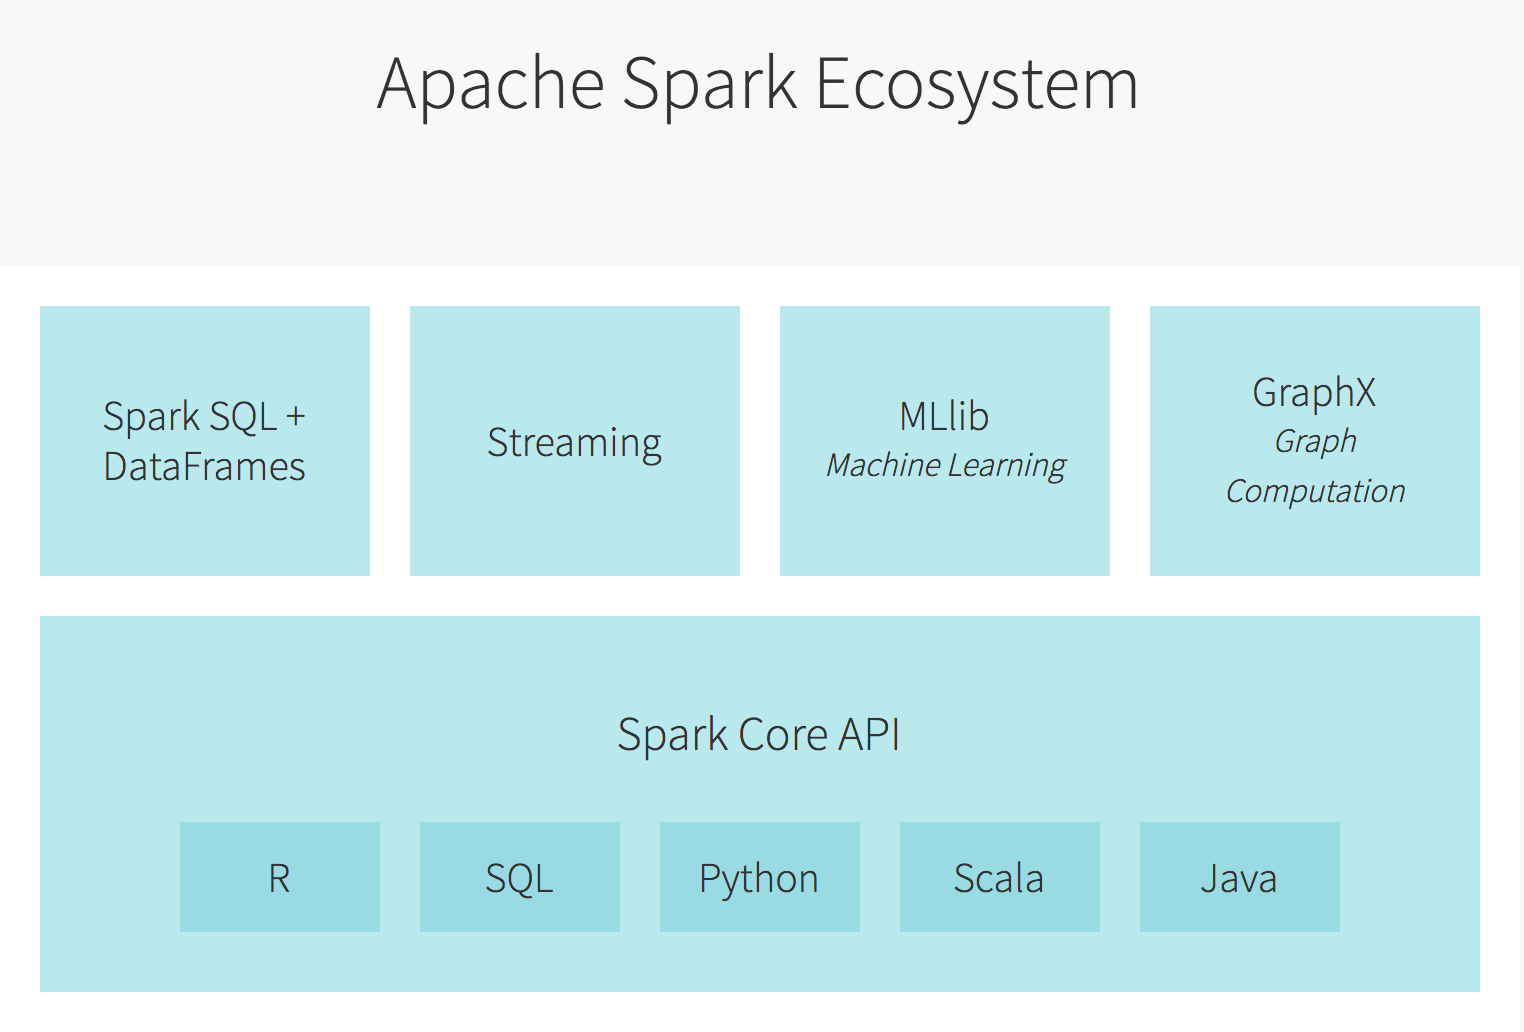 Apache Spark Ecosystem
Spark SQL +
DataFrames
Streaming
MLlib
Machine Learning
GraphX
Graph
Computation
Spark Core API
R
SQL
Python
Scala
Java